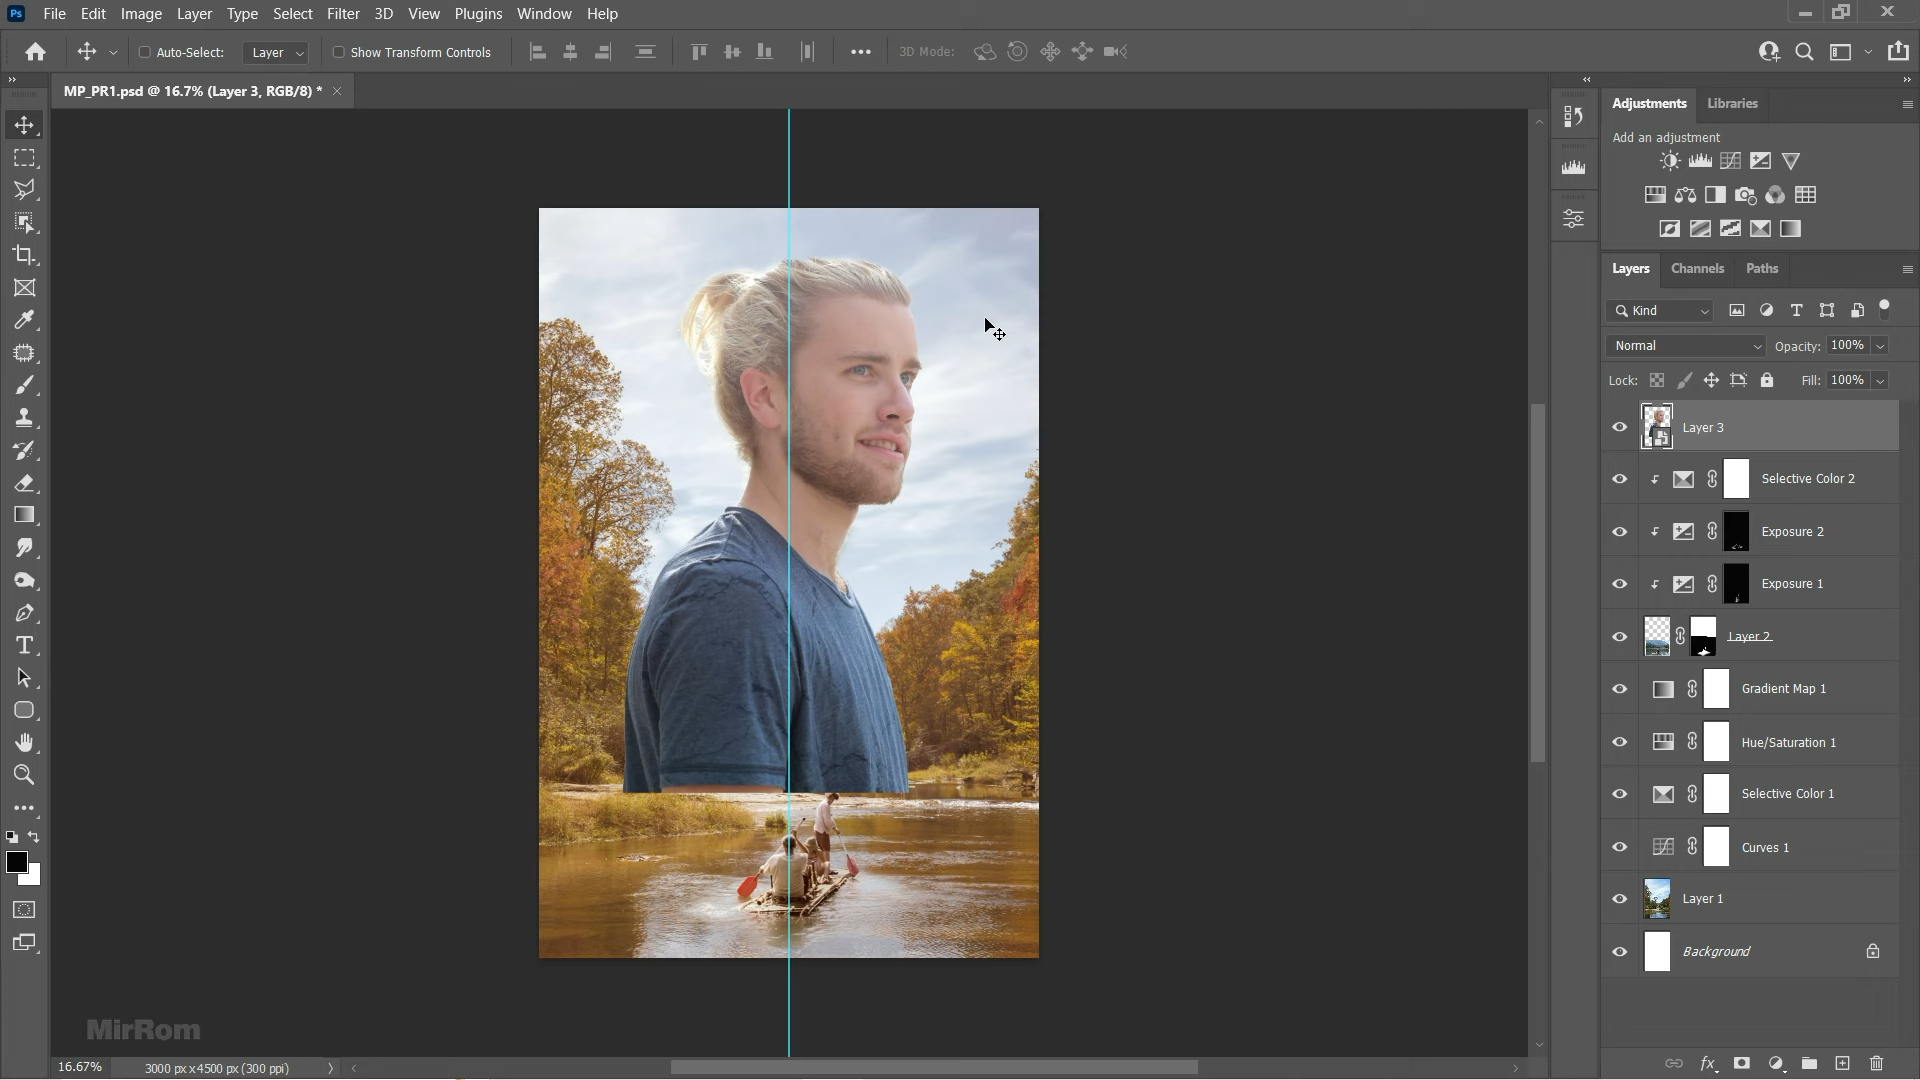 Ps File Edit Image Layer Type Select Filter 3D View Plugins Window Help
Auto-Select: Layer Show Transform Controls 3D Mode:
MP_PR1.psd @ 16.7% (Layer 3, RGB/8) *
Adjustments Libraries
Add an adjustment
Layers Channels Paths
Kind
Normal Opacity: 100%
Lock: Fill: 100%
Layer 3
Selective Color 2
Exposure 2
Exposure 1
Layer 2
Gradient Map 1
Hue/Saturation 1
Selective Color 1
Curves 1
Layer 1
Background
MirRom
16.67% 3000 px x 4500 px (300 ppi)
fx